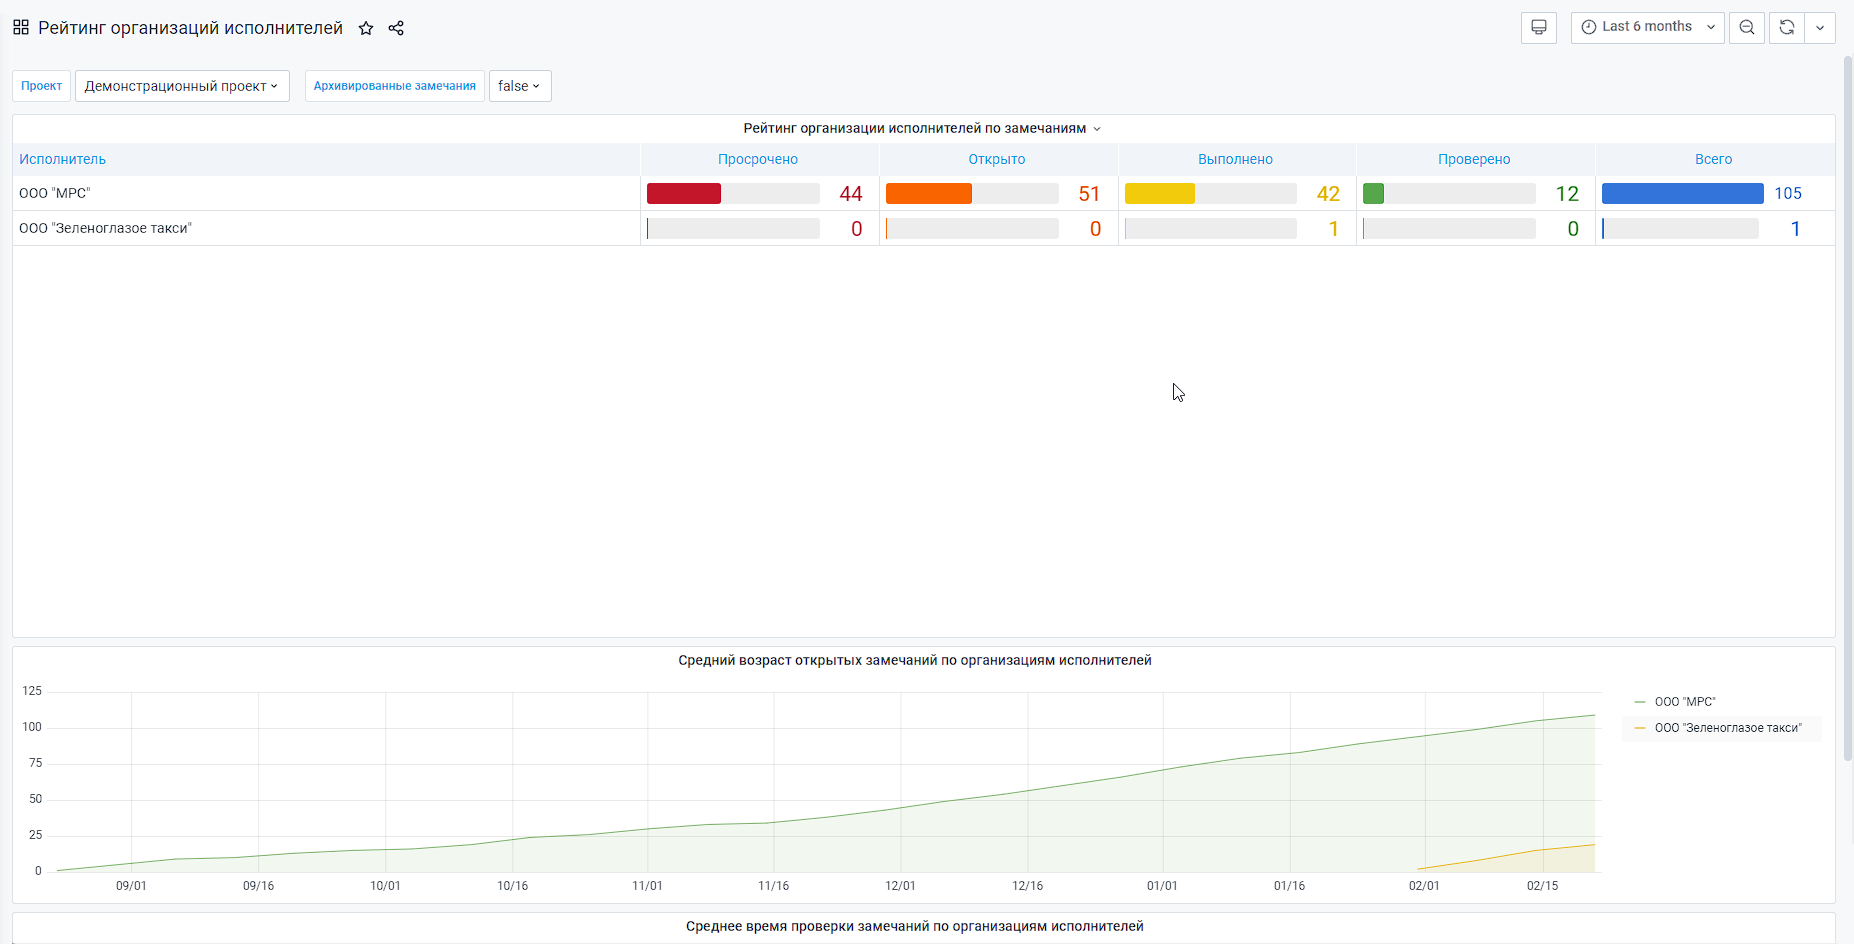 Рейтинг организаций исполнителей
Last 6 months
Проект
Демонстрационный проект
Архивированные замечания
false
Рейтинг организации исполнителей по замечаниям
Исполнитель Просрочено Открыто Выполнено Проверено Всего
ООО "МРС" 44 51 42 12 105
ООО "Зеленоглазое такси" 0 0 1 0 1
Средний возраст открытых замечаний по организациям исполнителей
125
100
75
50
25
0
09/01 09/16 10/01 10/16 11/01 11/16 12/01 12/16 01/01 01/16 02/01 02/15
ООО "МРС"
ООО "Зеленоглазое такси"
Среднее время проверки замечаний по организациям исполнителей